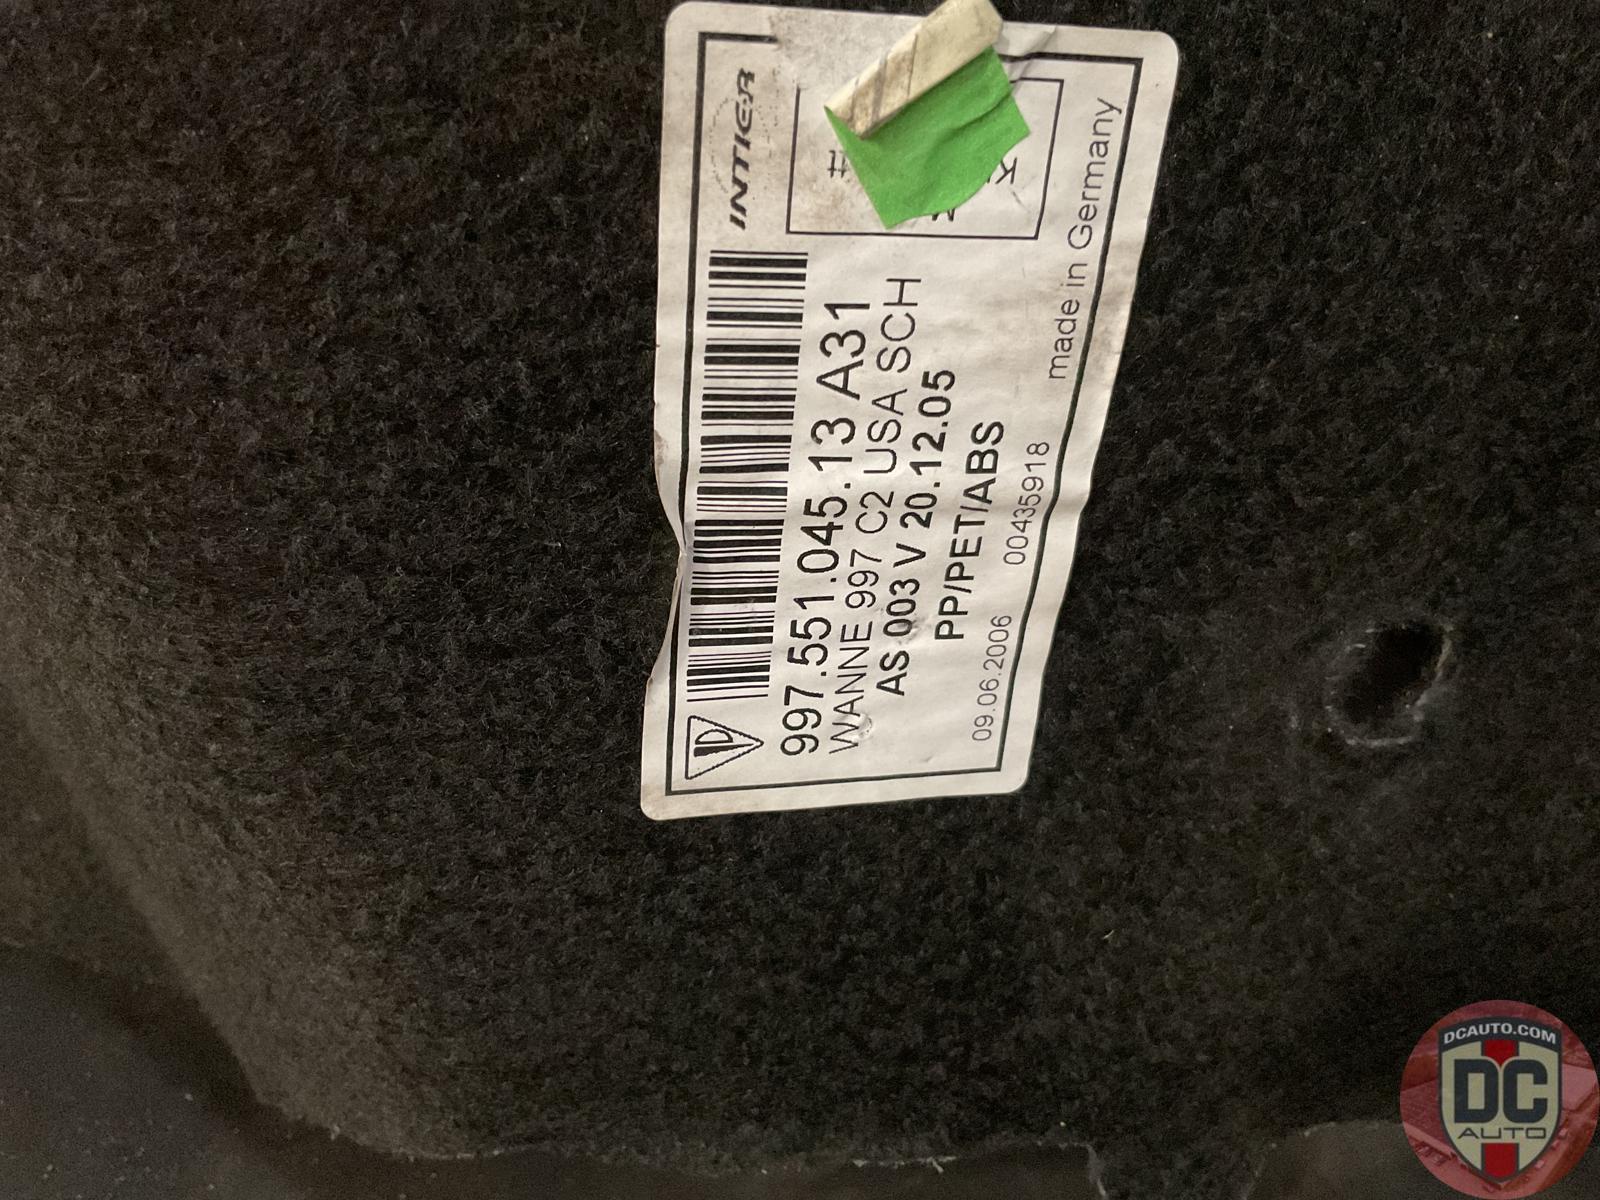 INTIER
#
997.551.045.13 A31
WANNE 997 C2 USA SCH
AS 003 V 20.12.05
PP/PET/ABS
09.06.2006 00435918 made in Germany
DCAUTO.COM
DC
AUTO